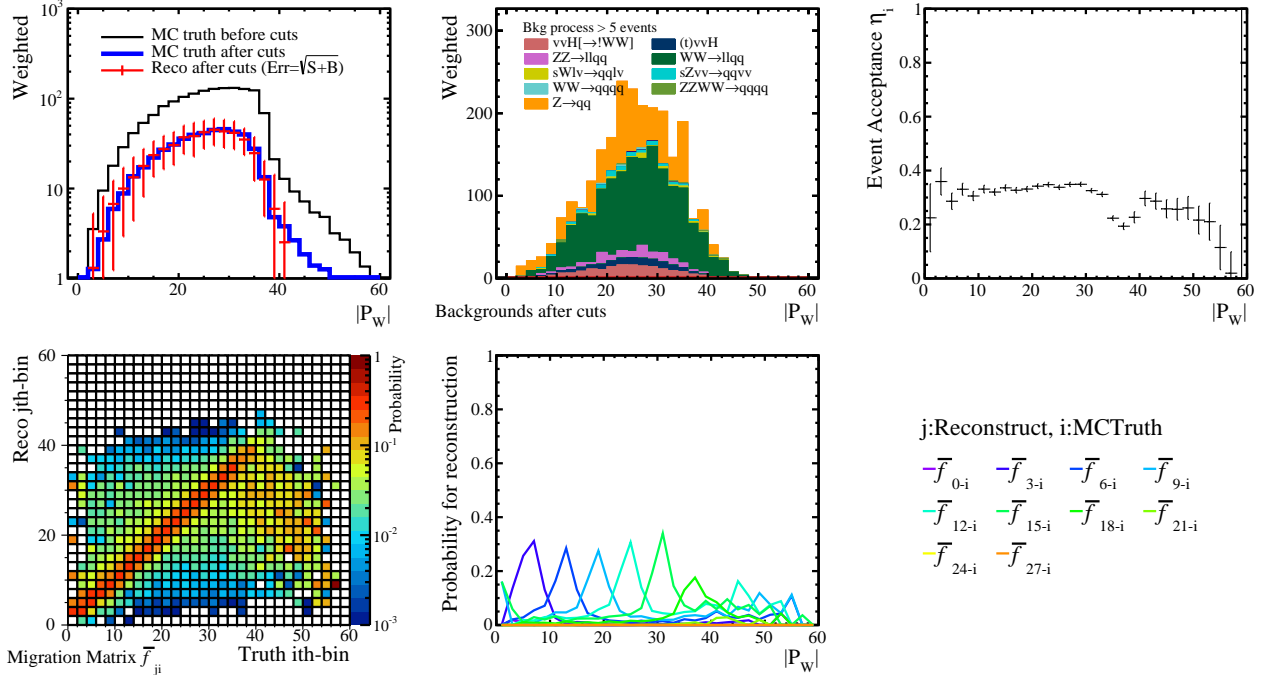 Weighted
10³
10²
10
1
MC truth before cuts
MC truth after cuts
Reco after cuts (Err=√S+B)
0 20 40 60
|P_W|
Weighted
300
200
100
0
Bkg process > 5 events
ννH[→!WW] (t)ννH
ZZ→llqq WW→llqq
sWlν→qqlν sZνν→qqνν
WW→qqqq ZZWW→qqqq
Z→qq
0 10 20 30 40 50 60
Backgrounds after cuts |P_W|
Event Acceptance η_i
1
0.8
0.6
0.4
0.2
0
0 10 20 30 40 50 60
|P_W|
Reco jth-bin
60
40
20
0
0 10 20 30 40 50 60
Migration Matrix f̅_ji Truth ith-bin
1
10⁻¹
10⁻²
10⁻³
Probability
Probability for reconstruction
1
0.8
0.6
0.4
0.2
0
0 10 20 30 40 50 60
|P_W|
j:Reconstruct, i:MCTruth
f̅_0-i f̅_3-i f̅_6-i f̅_9-i
f̅_12-i f̅_15-i f̅_18-i f̅_21-i
f̅_24-i f̅_27-i